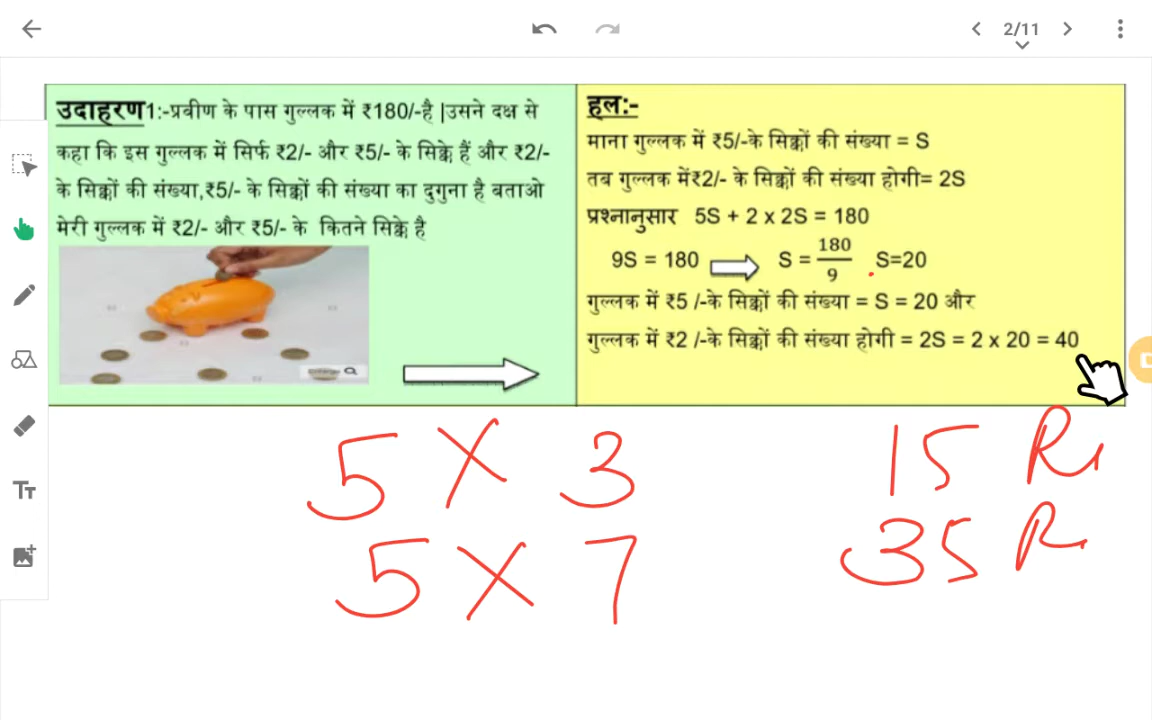 2/11
उदाहरण1:-प्रवीण के पास गुल्लक में ₹180/-है |उसने दक्ष से
कहा कि इस गुल्लक में सिर्फ ₹2/- और ₹5/- के सिक्के हैं और ₹2/-
के सिक्कों की संख्या,₹5/- के सिक्कों की संख्या का दुगुना है बताओ
मेरी गुल्लक में ₹2/- और ₹5/- के कितने सिक्के है
हल:-
माना गुल्लक में ₹5/-के सिक्कों की संख्या = S
तब गुल्लक में₹2/- के सिक्कों की संख्या होगी= 2S
प्रश्नानुसार 5S + 2 x 2S = 180
9S = 180 S = 180/9 S=20
गुल्लक में ₹5 /-के सिक्कों की संख्या = S = 20 और
गुल्लक में ₹2 /-के सिक्कों की संख्या होगी = 2S = 2 x 20 = 40
5 X 3 15 Rs
5 X 7 35 R
Tт